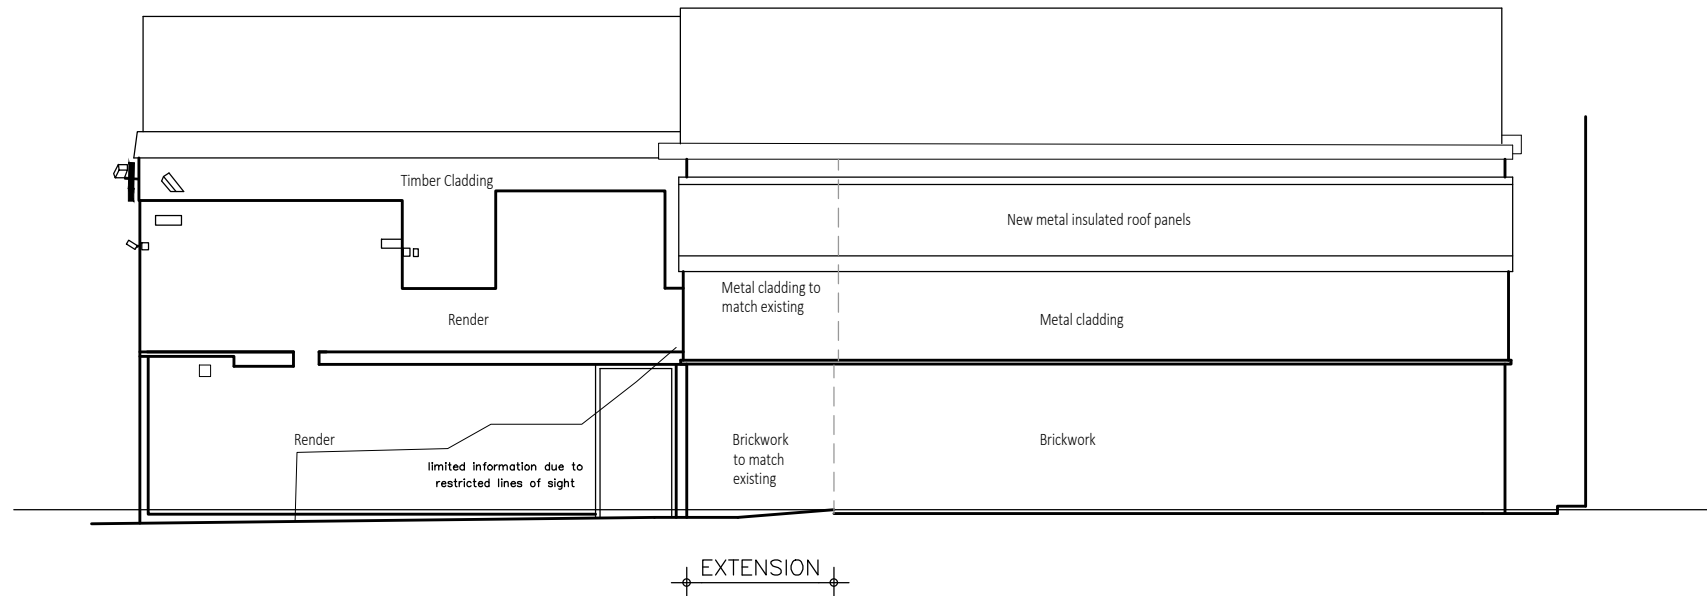 Timber Cladding
New metal insulated roof panels
Metal cladding to
match existing
Render
Metal cladding
Render
Brickwork
to match
existing
Brickwork
limited information due to
restricted lines of sight
EXTENSION